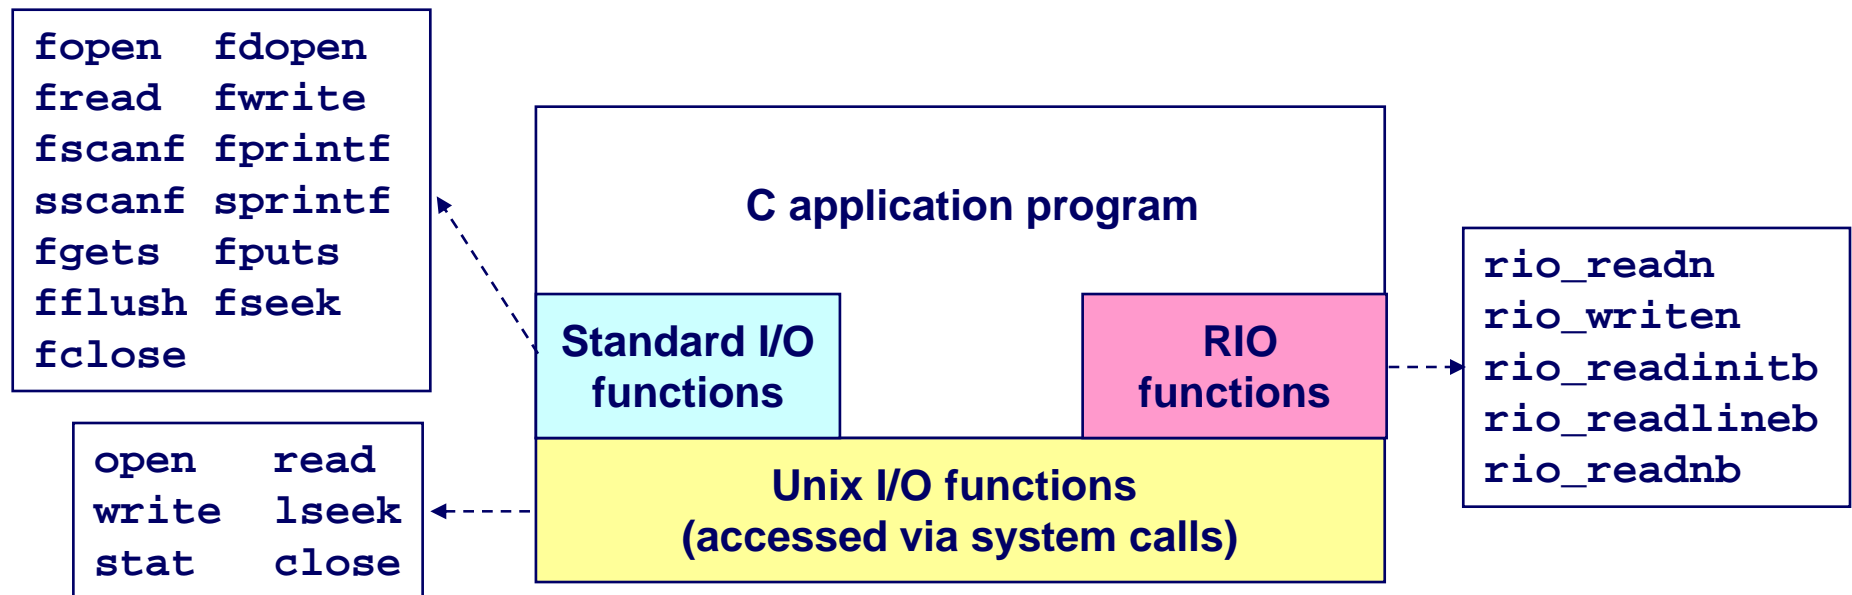 fopen fdopen
fread fwrite
fscanf fprintf
sscanf sprintf
fgets fputs
fflush fseek
fclose
C application program
Standard I/O
functions
RIO
functions
rio_readn
rio_writen
rio_readinitb
rio_readlineb
rio_readnb
open read
write lseek
stat close
Unix I/O functions
(accessed via system calls)